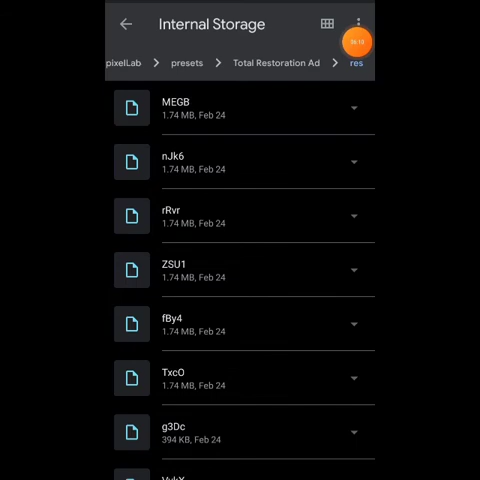 Internal Storage
pixelLab > presets > Total Restoration Ad > res
MEGB
1.74 MB, Feb 24
nJk6
1.74 MB, Feb 24
rRvr
1.74 MB, Feb 24
ZSU1
1.74 MB, Feb 24
fBy4
1.74 MB, Feb 24
TxcO
1.74 MB, Feb 24
g3Dc
394 KB, Feb 24